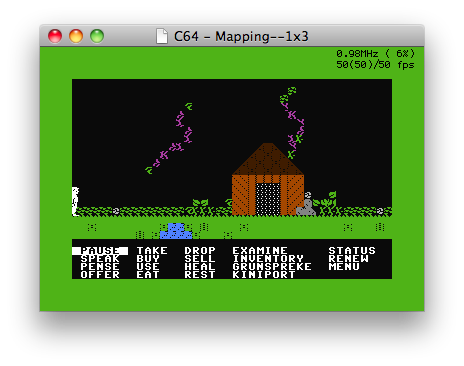 C64 - Mapping--1x3
0.98MHz ( 6%)
50(50)/50 fps
PAUSE TAKE DROP EXAMINE STATUS
SPEAK BUY SELL INVENTORY RENEW
PENSE USE HEAL GRUNSPREKE MENU
OFFER EAT REST KINIPORT